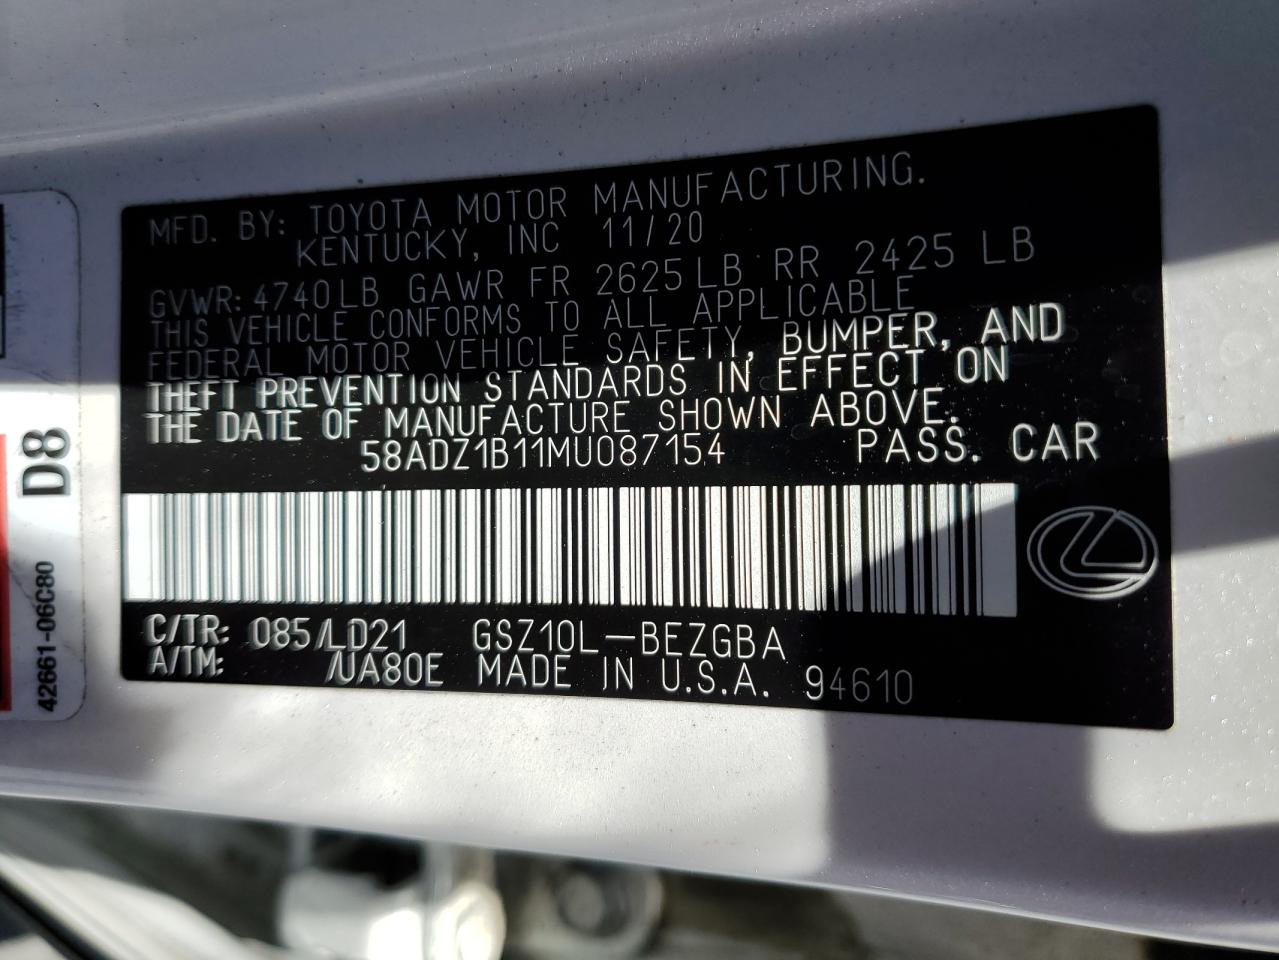 MFD. BY: TOYOTA MOTOR MANUFACTURING.
KENTUCKY, INC 11/20
GVWR: 4740LB GAWR FR 2625LB RR 2425 LB
THIS VEHICLE CONFORMS TO ALL APPLICABLE
FEDERAL MOTOR VEHICLE SAFETY, BUMPER, AND
THEFT PREVENTION STANDARDS IN EFFECT ON
THE DATE OF MANUFACTURE SHOWN ABOVE.
58ADZ1B11MU087154 PASS. CAR
C/TR: 085/LD21 GSZ10L-BEZGBA
A/TM: /UA80E MADE IN U.S.A. 94610
D8
42661-06C80